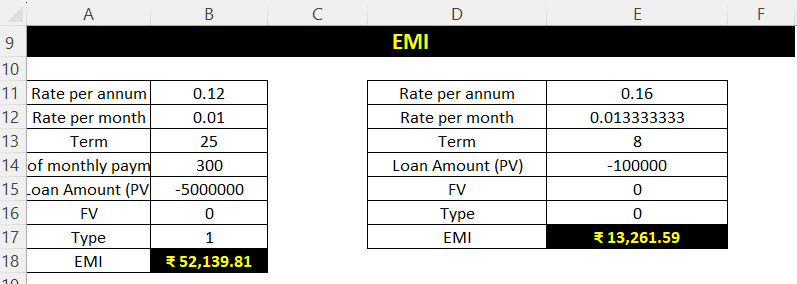 A B C D E F
9 EMI
10
11 Rate per annum 0.12 Rate per annum 0.16
12 Rate per month 0.01 Rate per month 0.013333333
13 Term 25 Term 8
14 of monthly paym 300 Loan Amount (PV) -100000
15 Loan Amount (PV -5000000 FV 0
16 FV 0 Type 0
17 Type 1 EMI ₹ 13,261.59
18 EMI ₹ 52,139.81